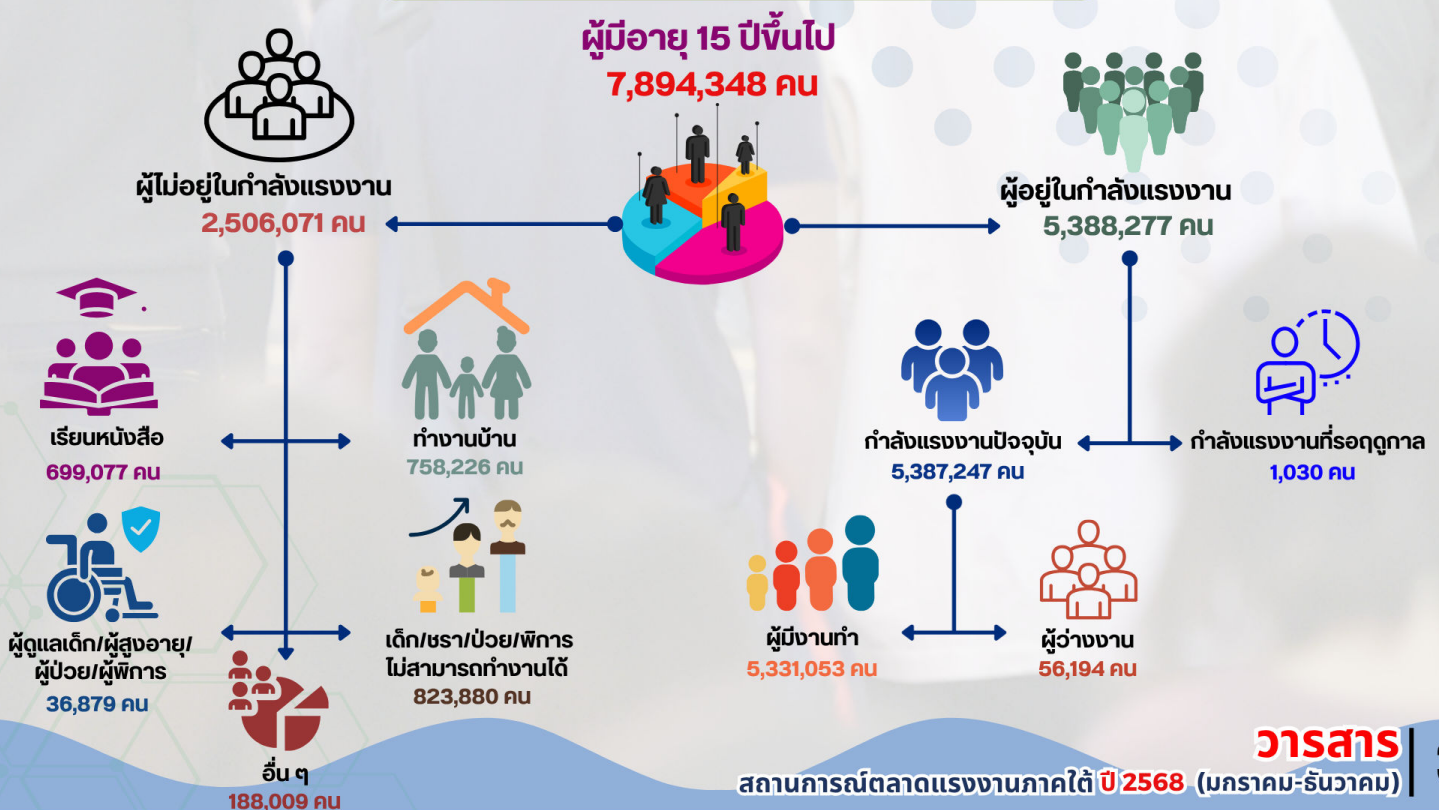 ผู้มีอายุ 15 ปีขึ้นไป
7,894,348 คน
ผู้ไม่อยู่ในกำลังแรงงาน
2,506,071 คน
ผู้อยู่ในกำลังแรงงาน
5,388,277 คน
เรียนหนังสือ
699,077 คน
ทำงานบ้าน
758,226 คน
กำลังแรงงานปัจจุบัน
5,387,247 คน
กำลังแรงงานที่รอฤดูกาล
1,030 คน
ผู้ดูแลเด็ก/ผู้สูงอายุ/
ผู้ป่วย/ผู้พิการ
36,879 คน
เด็ก/ชรา/ป่วย/พิการ
ไม่สามารถทำงานได้
823,880 คน
ผู้มีงานทำ
5,331,053 คน
ผู้ว่างงาน
56,194 คน
อื่น ๆ
188,009 คน
วารสาร
สถานการณ์ตลาดแรงงานภาคใต้ ปี 2568 (มกราคม-ธันวาคม)